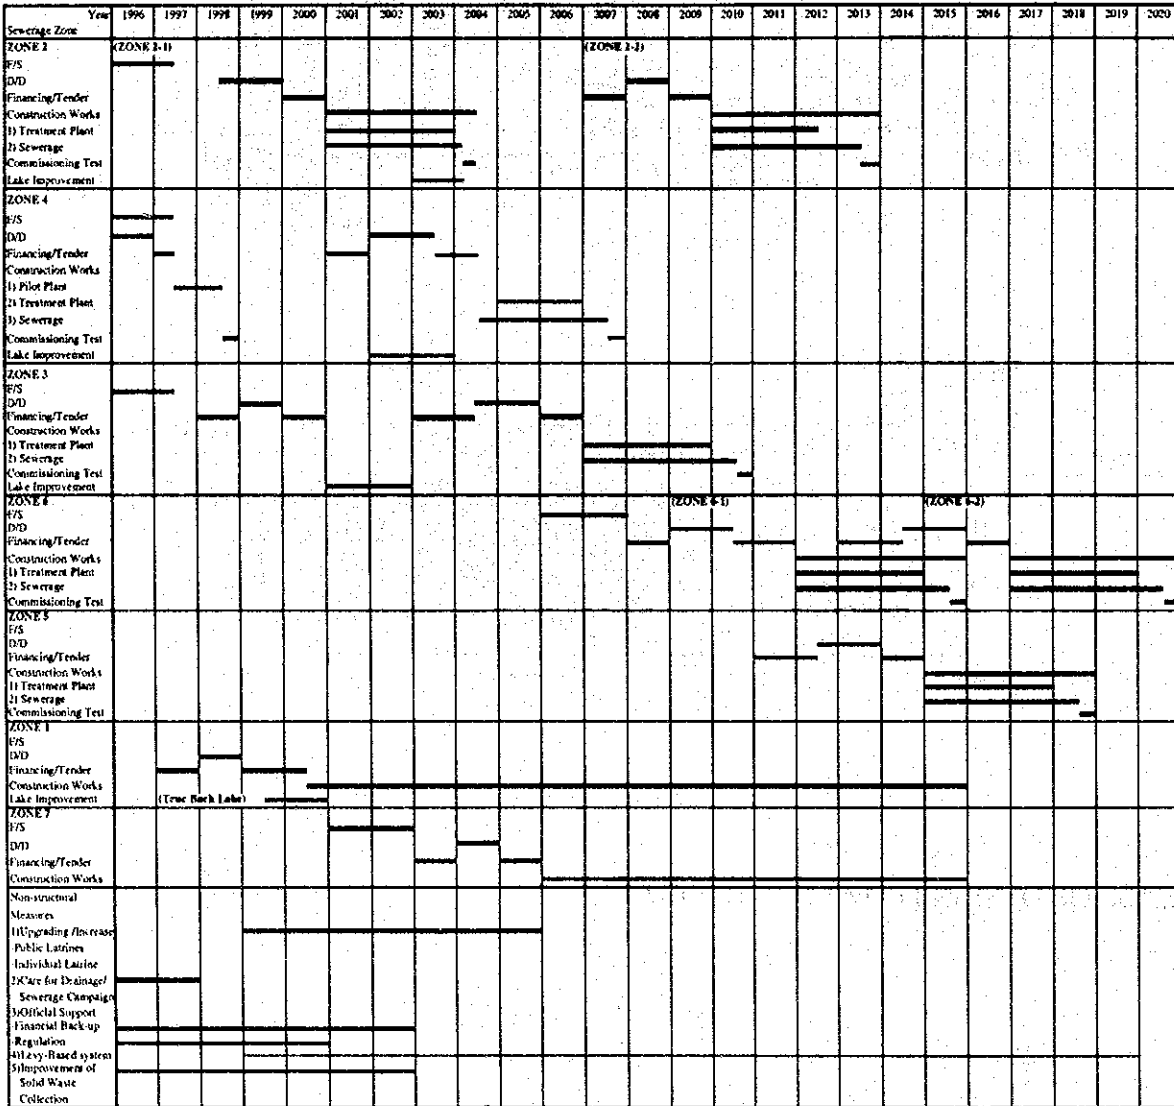 Year 1996 1997 1998 1999 2000 2001 2002 2003 2004 2005 2006 2007 2008 2009 2010 2011 2012 2013 2014 2015 2016 2017 2018 2019 2020
Sewerage Zone
ZONE 2 (ZONE 2-1) (ZONE 2-2)
F/S
D/D
Financing/Tender
Construction Works
1) Treatment Plant
2) Sewerage
Commissioning Test
Lake Improvement
ZONE 4
F/S
D/D
Financing/Tender
Construction Works
1) Pilot Plant
2) Treatment Plant
3) Sewerage
Commissioning Test
Lake Improvement
ZONE 3
F/S
D/D
Financing/Tender
Construction Works
1) Treatment Plant
2) Sewerage
Commissioning Test
Lake Improvement
ZONE 6 (ZONE 6-1) (ZONE 6-2)
F/S
D/D
Financing/Tender
Construction Works
1) Treatment Plant
2) Sewerage
Commissioning Test
ZONE 5
F/S
D/D
Financing/Tender
Construction Works
1) Treatment Plant
2) Sewerage
Commissioning Test
ZONE 1
F/S
D/D
Financing/Tender
Construction Works
Lake Improvement (Truc Bach Lake)
ZONE 7
F/S
D/D
Financing/Tender
Construction Works
Non-structural
Measures
1)Upgrading /Increase
-Public Latrines
-Individual Latrine
2)Care for Drainage/
Sewerage Campaign
3)Official Support
-Financial Back-up
-Regulation
4)Levy-Based system
5)Improvement of
Solid Waste
Collection